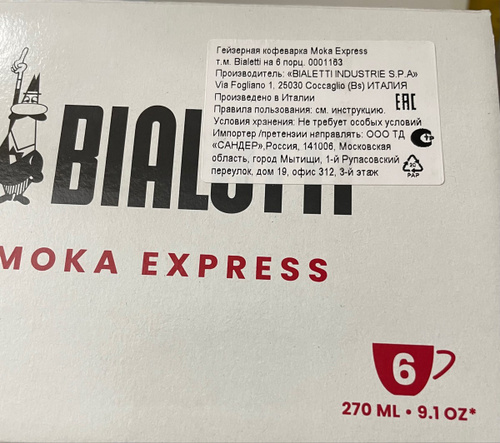 Гейзерная кофеварка Moka Express
т.м. Bialetti на 6 порц. 0001163
Производитель: «BIALETTI INDUSTRIE S.P.A»
Via Fogliano 1, 25030 Coccaglio (Bs) ИТАЛИЯ
Произведено в Италии
Правила пользования: см. инструкцию.
Условия хранения: Не требует особых условий
Импортер /претензии направлять: ООО ТД
«САНДЕР»,Россия, 141006, Московская
область, город Мытищи, 1-й Рупасовский
переулок, дом 19, офис 312, 3-й этаж
EAC
PAP
BIALETTI
MOKA EXPRESS
6
270 ML • 9.1 OZ*